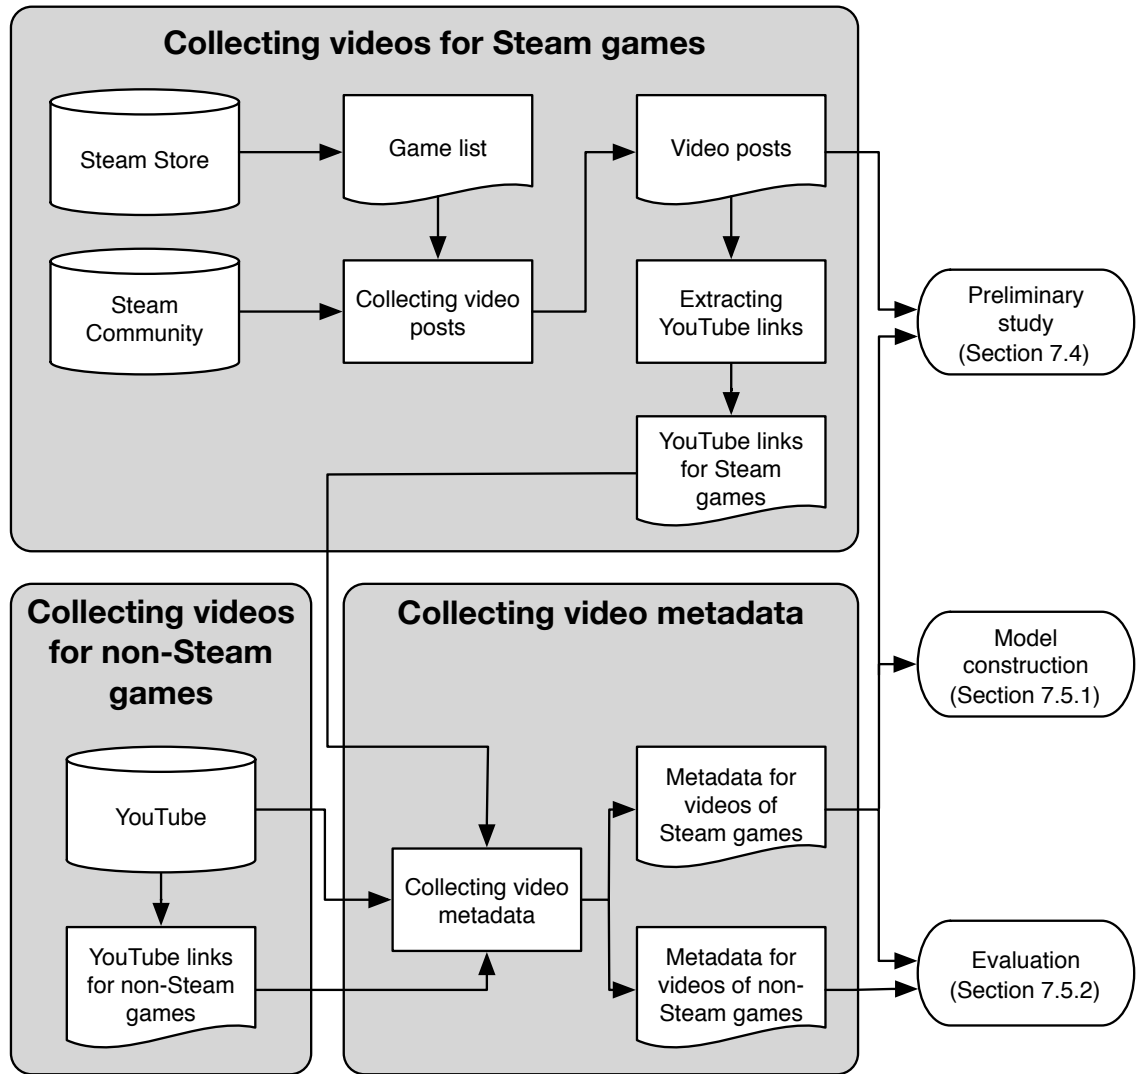 Collecting videos for Steam games
Steam Store
Game list
Video posts
Steam
Community
Collecting video
posts
Extracting
YouTube links
Preliminary
study
(Section 7.4)
YouTube links
for Steam
games
Collecting videos
for non-Steam
games
Collecting video metadata
Model
construction
(Section 7.5.1)
YouTube
Metadata for
videos of
Steam games
Collecting video
metadata
YouTube links
for non-Steam
games
Metadata for
videos of non-
Steam games
Evaluation
(Section 7.5.2)